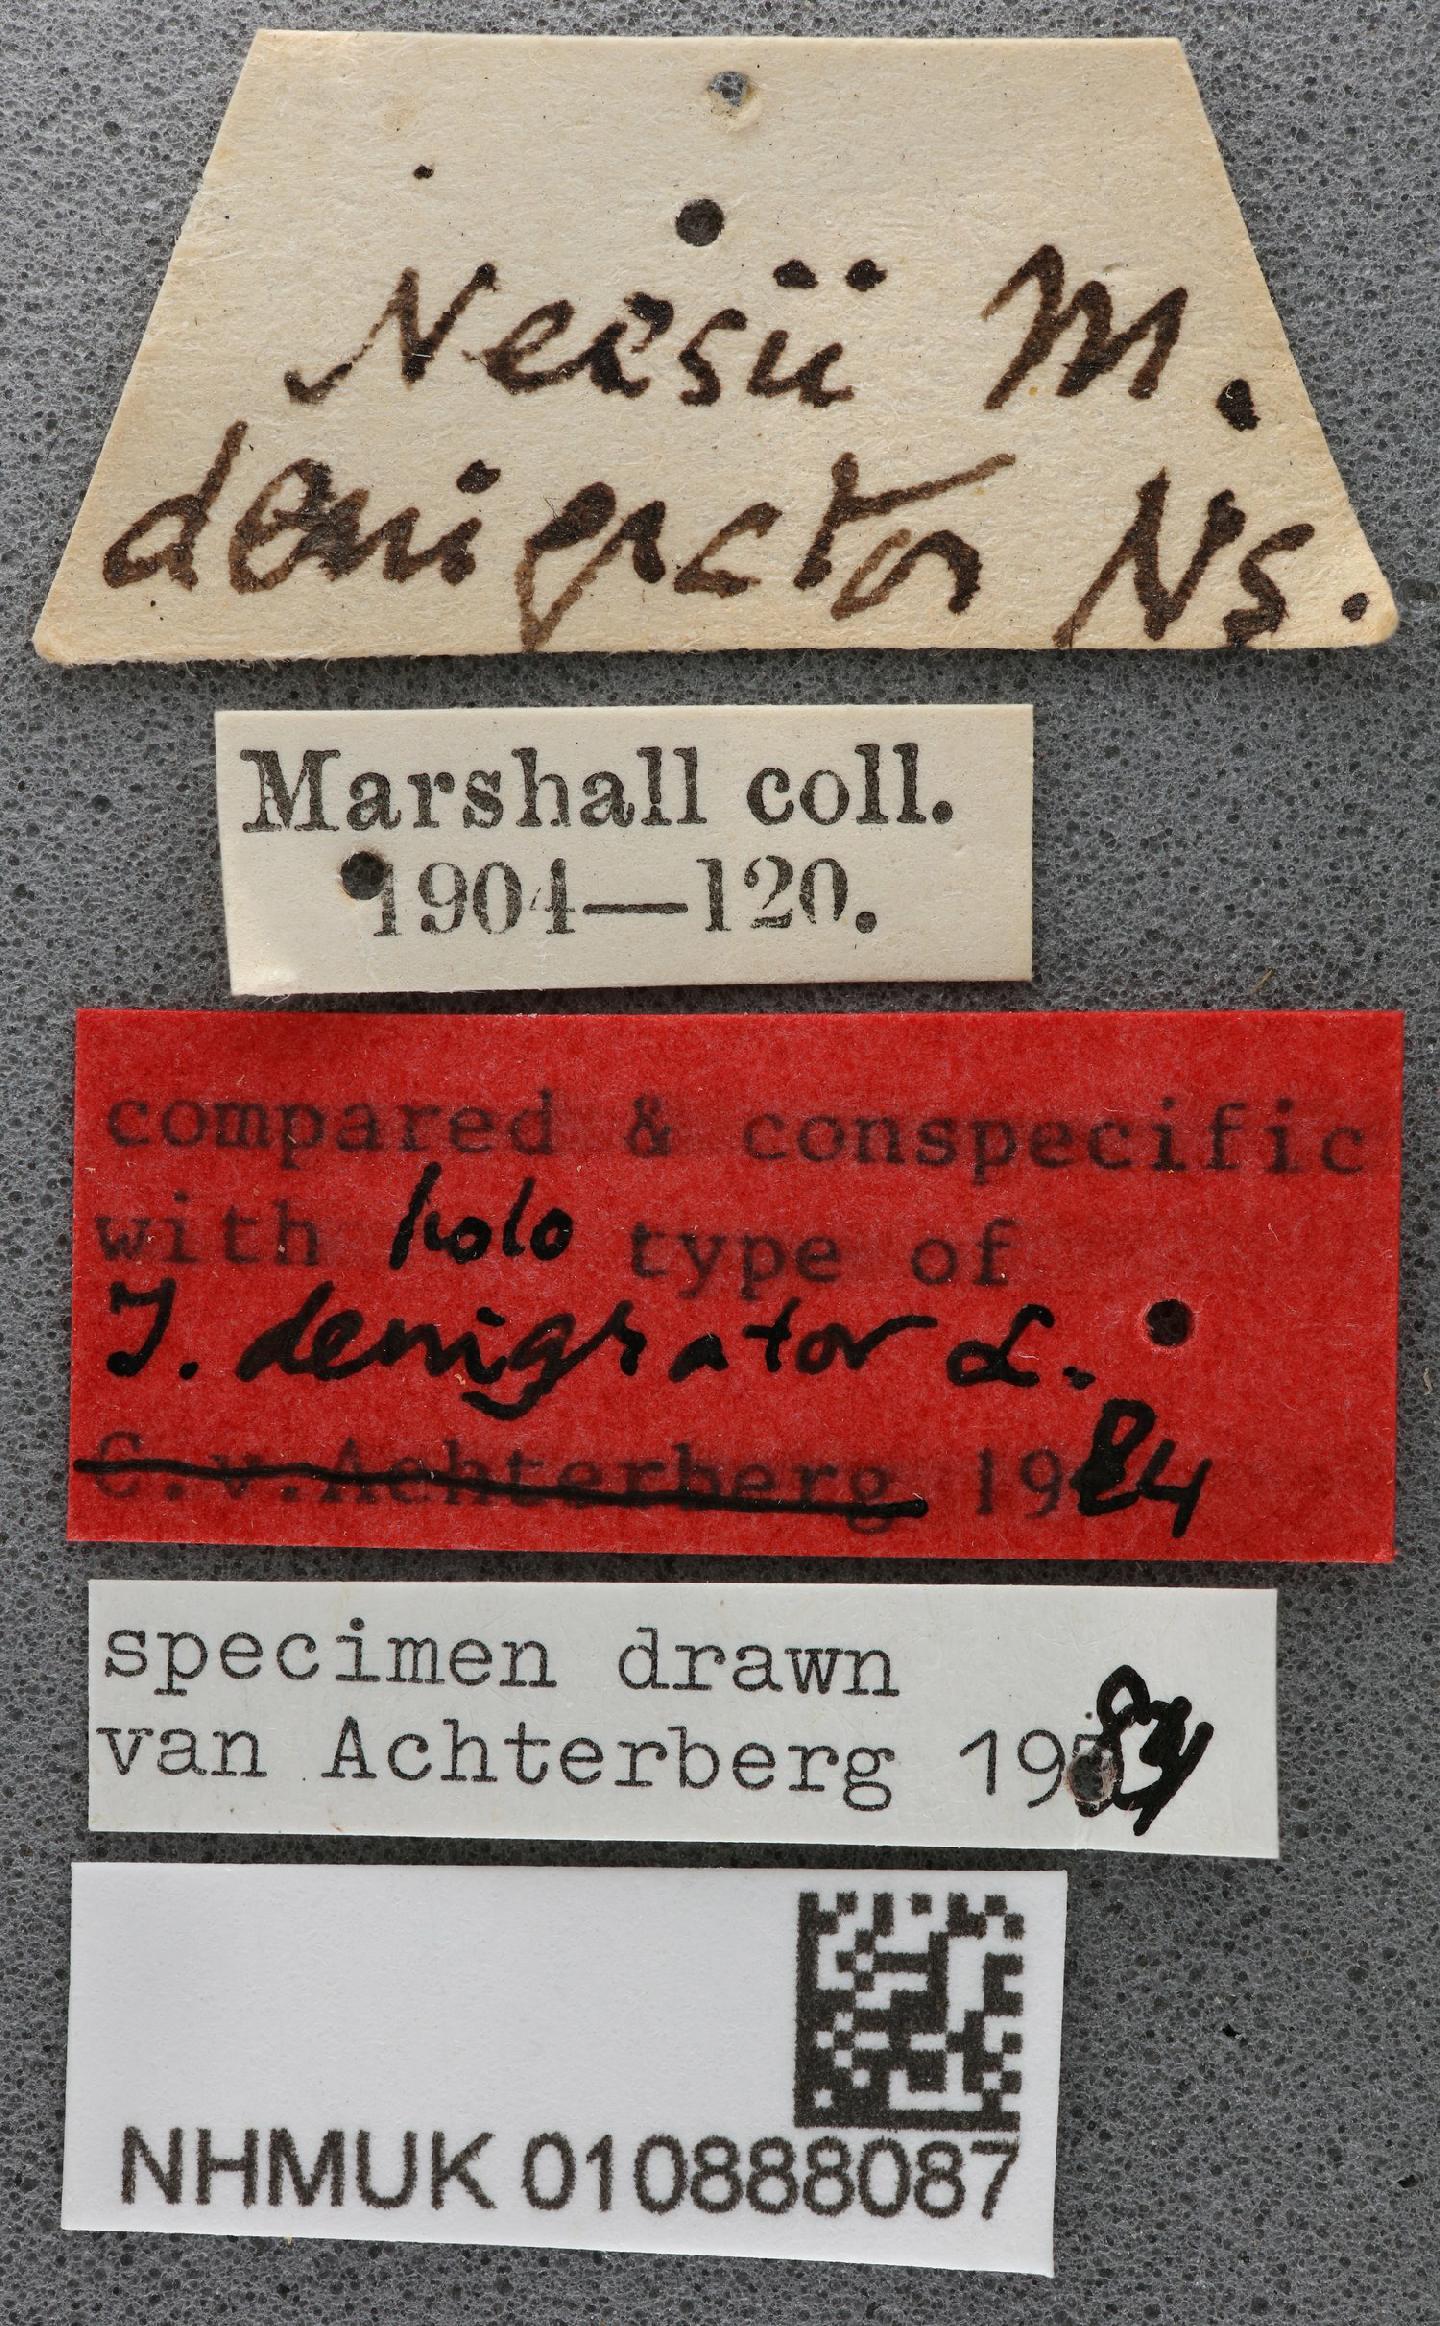 Neesii M.
denigrator Ns.
Marshall coll.
1904—120.
compared & conspecific
with holo type of
I. denigrator L.
C.v.Achterberg 1984
specimen drawn
van Achterberg 1984
NHMUK 010888087